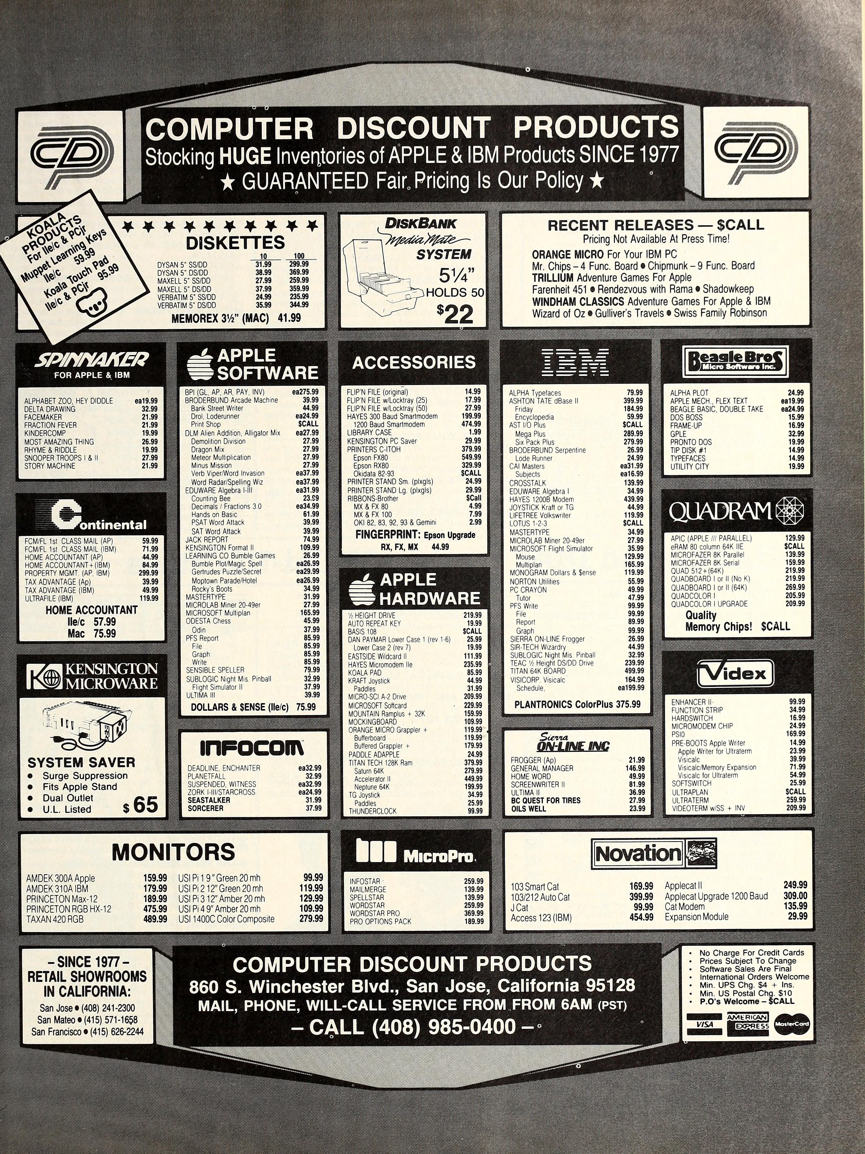 COMPUTER DISCOUNT PRODUCTS
Stocking HUGE Inventories of APPLE & IBM Products SINCE 1977
★ GUARANTEED Fair Pricing Is Our Policy ★
KOALA
PRODUCTS
For IIe/c & PCjr
Muppet Learning Keys
IIe/c 59.99
Koala Touch Pad
IIe/c & PCjr 95.99
DISKETTES
10 100
DYSAN 5" SS/DD 31.99 299.99
DYSAN 5" DS/DD 38.99 369.99
MAXELL 5" SS/DD 27.99 259.99
MAXELL 5" DS/DD 37.99 359.99
VERBATIM 5" SS/DD 24.99 235.99
VERBATIM 5" DS/DD 35.99 344.99
MEMOREX 3½" (MAC) 41.99
DISKBANK
Media Mate
SYSTEM
5¼"
HOLDS 50
$22
RECENT RELEASES — $CALL
Pricing Not Available At Press Time!
ORANGE MICRO For Your IBM PC
Mr. Chips – 4 Func. Board ● Chipmunk – 9 Func. Board
TRILLIUM Adventure Games For Apple
Farenheit 451 ● Rendezvous with Rama ● Shadowkeep
WINDHAM CLASSICS Adventure Games For Apple & IBM
Wizard of Oz ● Gulliver's Travels ● Swiss Family Robinson
SPINNAKER
FOR APPLE & IBM
ALPHABET ZOO, HEY DIDDLE ea19.99
DELTA DRAWING 32.99
FACEMAKER 21.99
FRACTION FEVER 21.99
KINDERCOMP 19.99
MOST AMAZING THING 26.99
RHYME & RIDDLE 19.99
SNOOPER TROOPS I & II 27.99
STORY MACHINE 21.99
Continental
FCM/FL 1st CLASS MAIL (AP) 59.99
FCM/FL 1st CLASS MAIL (IBM) 71.99
HOME ACCOUNTANT (AP) 44.99
HOME ACCOUNTANT+ (IBM) 84.99
PROPERTY MGMT. (AP, IBM) 299.99
TAX ADVANTAGE (Ap) 39.99
TAX ADVANTAGE (IBM) 49.99
ULTRAFILE (IBM) 119.99
HOME ACCOUNTANT
IIe/c 57.99
Mac 75.99
KENSINGTON
MICROWARE
SYSTEM SAVER
● Surge Suppression
● Fits Apple Stand
● Dual Outlet
● U.L. Listed
$65
APPLE
SOFTWARE
BPI (GL, AP, AR, PAY, INV) ea275.99
BRODERBUND Arcade Machine 39.99
Bank Street Writer 44.99
Drol, Loderunner ea24.99
Print Shop $CALL
DLM Alien Addition, Alligator Mix ea27.99
Demolition Division 27.99
Dragon Mix 27.99
Meteor Multiplication 27.99
Minus Mission 27.99
Verb Viper/Word Invasion ea37.99
Word Radar/Spelling Wiz ea37.99
EDUWARE Algebra I-III ea31.99
Counting Bee 23.99
Decimals / Fractions 3.0 ea34.99
Hands on Basic 61.99
PSAT Word Attack 39.99
SAT Word Attack 39.99
JACK REPORT 74.99
KENSINGTON Format II 109.99
LEARNING CO Bumble Games 26.99
Bumble Plot/Magic Spell ea26.99
Gertrudes Puzzle/Secret ea29.99
Moptown Parade/Hotel ea26.99
Rocky's Boots 34.99
MASTERTYPE 31.99
MICROLAB Miner 20-49er 27.99
MICROSOFT Multiplan 165.99
ODESTA Chess 45.99
Odin 37.99
PFS Report 85.99
File 85.99
Graph 85.99
Write 85.99
SENSIBLE SPELLER 79.99
SUBLOGIC Night Mis. Pinball 32.99
Flight Simulator II 37.99
ULTIMA III 39.99
DOLLARS & $ENSE (IIe/c) 75.99
INFOCOM
DEADLINE, ENCHANTER ea32.99
PLANETFALL 32.99
SUSPENDED, WITNESS ea32.99
ZORK I-III/STARCROSS ea24.99
SEASTALKER 31.99
SORCERER 37.99
ACCESSORIES
FLIP'N FILE (original) 14.99
FLIP'N FILE w/Locktray (25) 17.99
FLIP'N FILE w/Locktray (50) 27.99
HAYES 300 Baud Smartmodem 199.99
1200 Baud Smartmodem 474.99
LIBRARY CASE 1.99
KENSINGTON PC Saver 29.99
PRINTERS C-ITOH 379.99
Epson FX80 549.99
Epson RX80 329.99
Okidata 82-93 $CALL
PRINTER STAND Sm. (plxgls) 24.99
PRINTER STAND Lg. (plxgls) 29.99
RIBBONS-Brother $Call
MX & FX 80 4.99
MX & FX 100 7.99
OKI 82, 83, 92, 93 & Gemini 2.99
FINGERPRINT: Epson Upgrade
RX, FX, MX 44.99
APPLE
HARDWARE
½ HEIGHT DRIVE 219.99
AUTO REPEAT KEY 19.99
BASIS 108 $CALL
DAN PAYMAR Lower Case 1 (rev 1-6) 25.99
Lower Case 2 (rev 7) 19.99
EASTSIDE Wildcard II 111.99
HAYES Micromodem IIe 235.99
KOALA PAD 85.99
KRAFT Joystick 44.99
Paddles 31.99
MICRO-SCI A-2 Drive 209.99
MICROSOFT Softcard 229.99
MOUNTAIN Ramplus + 32K 159.99
MOCKINGBOARD 109.99
ORANGE MICRO Grappler + 119.99
Bufferboard 119.99
Buffered Grappler + 179.99
PADDLE ADAPPLE 24.99
TITAN TECH 128K Ram 379.99
Saturn 64K 279.99
Accelerator II 449.99
Neptune 64K 199.99
TG Joystick 34.99
Paddles 25.99
THUNDERCLOCK 99.99
IBM
ALPHA Typefaces 79.99
ASHTON TATE dBase II 399.99
Friday 184.99
Encyclopedia 59.99
AST I/O Plus $CALL
Mega Plus 289.99
Six Pack Plus 279.99
BRODERBUND Serpentine 26.99
Lode Runner 24.99
CAI Masters ea31.99
Subjects ea16.99
CROSSTALK 139.99
EDUWARE Algebra I 34.99
HAYES 1200B Modem 439.99
JOYSTICK Kraft or TG 44.99
LIFETREE Volkswriter 119.99
LOTUS 1-2-3 $CALL
MASTERTYPE 34.99
MICROLAB Miner 20-49er 27.99
MICROSOFT Flight Simulator 35.99
Mouse 129.99
Multiplan 165.99
MONOGRAM Dollars & $ense 119.99
NORTON Utilities 55.99
PC CRAYON 49.99
Tutor 47.99
PFS Write 99.99
File 99.99
Report 89.99
Graph 99.99
SIERRA ON-LINE Frogger 26.99
SIR-TECH Wizardry 44.99
SUBLOGIC Night Mis. Pinball 32.99
TEAC ½ Height DS/DD Drive 239.99
TITAN 64K BOARD 499.99
VISICORP. Visicalc 164.99
Schedule, ea199.99
PLANTRONICS ColorPlus 375.99
Sierra
ON-LINE INC
FROGGER (Ap) 21.99
GENERAL MANAGER 146.99
HOME WORD 49.99
SCREENWRITER II 81.99
ULTIMA II 36.99
BC QUEST FOR TIRES 27.99
OILS WELL 23.99
Beagle Bros
Micro Software Inc.
ALPHA PLOT 24.99
APPLE MECH., FLEX TEXT ea19.99
BEAGLE BASIC, DOUBLE TAKE ea24.99
DOS BOSS 15.99
FRAME-UP 16.99
GPLE 32.99
PRONTO DOS 19.99
TIP DISK #1 14.99
TYPEFACES 14.99
UTILITY CITY 19.99
QUADRAM
APIC (APPLE // PARALLEL) 129.99
eRAM 80 column 64K IIE $CALL
MICROFAZER 8K Parallel 139.99
MICROFAZER 8K Serial 159.99
QUAD 512+ (64K) 219.99
QUADBOARD I or II (No K) 219.99
QUADBOARD I or II (64K) 269.99
QUADCOLOR I 205.99
QUADCOLOR I UPGRADE 209.99
Quality
Memory Chips! $CALL
Videx
ENHANCER II 99.99
FUNCTION STRIP 34.99
HARDSWITCH 16.99
MICROMODEM CHIP 24.99
PSIO 169.99
PRE-BOOTS Apple Writer 14.99
Apple Writer for Ultraterm 23.99
Visicalc 39.99
Visicalc/Memory Expansion 71.99
Visicalc for Ultraterm 54.99
SOFTSWITCH 25.99
ULTRAPLAN $CALL
ULTRATERM 259.99
VIDEOTERM w/SS + INV 209.99
MONITORS
AMDEK 300A Apple 159.99
AMDEK 310A IBM 179.99
PRINCETON Max-12 189.99
PRINCETON RGB HX-12 475.99
TAXAN 420 RGB 489.99
USI Pi 1 9" Green 20 mh 99.99
USI Pi 2 12" Green 20 mh 119.99
USI Pi 3 12" Amber 20 mh 129.99
USI Pi 4 9" Amber 20 mh 109.99
USI 1400C Color Composite 279.99
MicroPro.
INFOSTAR 259.99
MAILMERGE 139.99
SPELLSTAR 139.99
WORDSTAR 259.99
WORDSTAR PRO 369.99
PRO OPTIONS PACK 189.99
Novation
103 Smart Cat 169.99
103/212 Auto Cat 399.99
J Cat 99.99
Access 123 (IBM) 454.99
Applecat II 249.99
Applecat Upgrade 1200 Baud 309.00
Cat Modem 135.99
Expansion Module 29.99
– SINCE 1977 –
RETAIL SHOWROOMS
IN CALIFORNIA:
San Jose ● (408) 241-2300
San Mateo ● (415) 571-1658
San Francisco ● (415) 626-2244
COMPUTER DISCOUNT PRODUCTS
860 S. Winchester Blvd., San Jose, California 95128
MAIL, PHONE, WILL-CALL SERVICE FROM FROM 6AM (PST)
– CALL (408) 985-0400 –
• No Charge For Credit Cards
• Prices Subject To Change
• Software Sales Are Final
• International Orders Welcome
• Min. UPS Chg. $4 + Ins.
• Min. US Postal Chg. $10
• P.O's Welcome – $CALL
VISA
AMERICAN EXPRESS
MasterCard